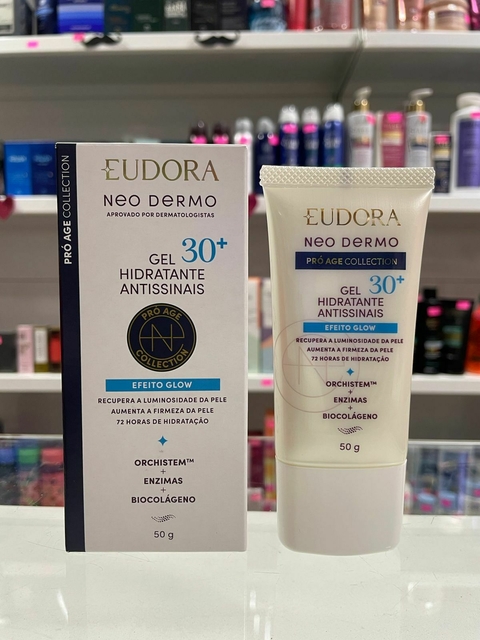 PRÓ AGE COLLECTION
EUDORA
NEO DERMO
APROVADO POR DERMATOLOGISTAS
30+
GEL
HIDRATANTE
ANTISSINAIS
PRO AGE
COLLECTION
EFEITO GLOW
RECUPERA A LUMINOSIDADE DA PELE
AUMENTA A FIRMEZA DA PELE
72 HORAS DE HIDRATAÇÃO
ORCHISTEM™
+
ENZIMAS
+
BIOCOLÁGENO
50 g
EUDORA
NEO DERMO
PRÓ AGE COLLECTION
30+
GEL
HIDRATANTE
ANTISSINAIS
EFEITO GLOW
RECUPERA A LUMINOSIDADE DA PELE
AUMENTA A FIRMEZA DA PELE
72 HORAS DE HIDRATAÇÃO
ORCHISTEM™
+
ENZIMAS
+
BIOCOLÁGENO
50 g